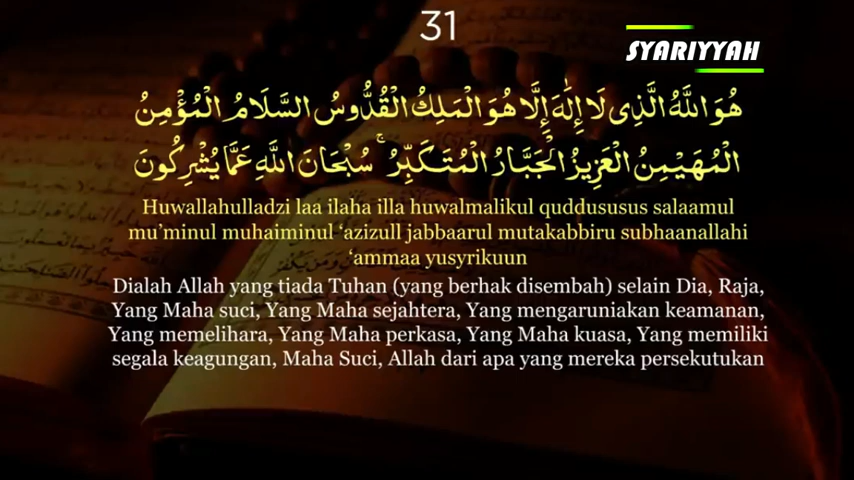 31
SYARIYYAH
هُوَ اللَّهُ الَّذِى لَا إِلَٰهَ إِلَّا هُوَ الْمَلِكُ الْقُدُّوسُ السَّلَامُ الْمُؤْمِنُ
الْمُهَيْمِنُ الْعَزِيزُ الْجَبَّارُ الْمُتَكَبِّرُ ۚ سُبْحَانَ اللَّهِ عَمَّا يُشْرِكُونَ
Huwallahulladzi laa ilaha illa huwalmalikul quddususus salaamul
mu’minul muhaiminul ‘azizull jabbaarul mutakabbiru subhaanallahi
‘ammaa yusyrikuun
Dialah Allah yang tiada Tuhan (yang berhak disembah) selain Dia, Raja,
Yang Maha suci, Yang Maha sejahtera, Yang mengaruniakan keamanan,
Yang memelihara, Yang Maha perkasa, Yang Maha kuasa, Yang memiliki
segala keagungan, Maha Suci, Allah dari apa yang mereka persekutukan